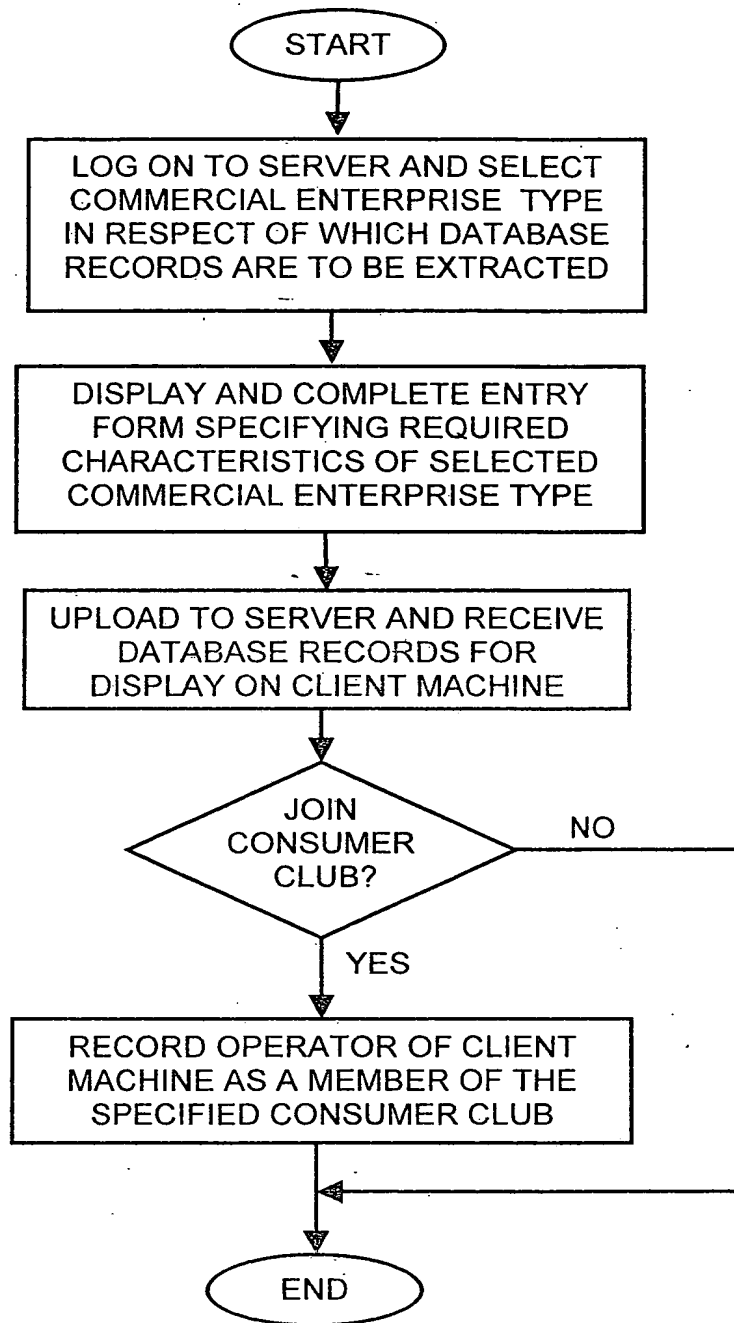 START
LOG ON TO SERVER AND SELECT
COMMERCIAL ENTERPRISE TYPE
IN RESPECT OF WHICH DATABASE
RECORDS ARE TO BE EXTRACTED
DISPLAY AND COMPLETE ENTRY
FORM SPECIFYING REQUIRED
CHARACTERISTICS OF SELECTED
COMMERCIAL ENTERPRISE TYPE
UPLOAD TO SERVER AND RECEIVE
DATABASE RECORDS FOR
DISPLAY ON CLIENT MACHINE
JOIN
CONSUMER
CLUB?
NO
YES
RECORD OPERATOR OF CLIENT
MACHINE AS A MEMBER OF THE
SPECIFIED CONSUMER CLUB
END